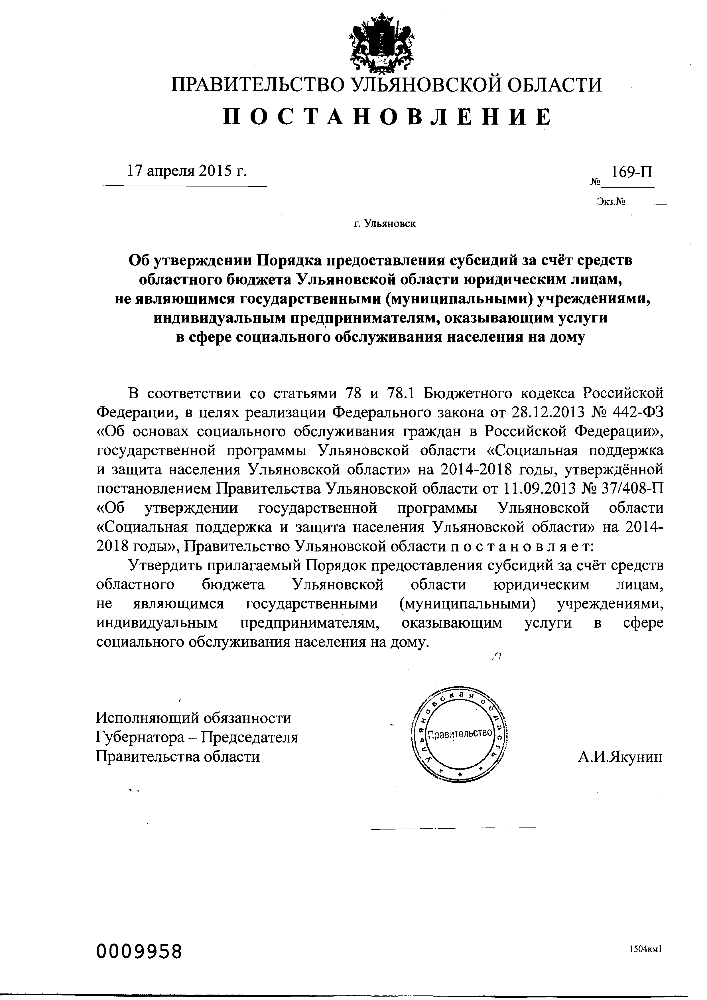 ПРАВИТЕЛЬСТВО УЛЬЯНОВСКОЙ ОБЛАСТИ
ПОСТАНОВЛЕНИЕ
17 апреля 2015 г.
№ 169-П
Экз.№
г. Ульяновск
Об утверждении Порядка предоставления субсидий за счёт средств
областного бюджета Ульяновской области юридическим лицам,
не являющимся государственными (муниципальными) учреждениями,
индивидуальным предпринимателям, оказывающим услуги
в сфере социального обслуживания населения на дому
В соответствии со статьями 78 и 78.1 Бюджетного кодекса Российской
Федерации, в целях реализации Федерального закона от 28.12.2013 № 442-ФЗ
«Об основах социального обслуживания граждан в Российской Федерации»,
государственной программы Ульяновской области «Социальная поддержка
и защита населения Ульяновской области» на 2014-2018 годы, утверждённой
постановлением Правительства Ульяновской области от 11.09.2013 № 37/408-П
«Об утверждении государственной программы Ульяновской области
«Социальная поддержка и защита населения Ульяновской области» на 2014-
2018 годы», Правительство Ульяновской области п о с т а н о в л я е т:
Утвердить прилагаемый Порядок предоставления субсидий за счёт средств
областного бюджета Ульяновской области юридическим лицам,
не являющимся государственными (муниципальными) учреждениями,
индивидуальным предпринимателям, оказывающим услуги в сфере
социального обслуживания населения на дому.
Исполняющий обязанности
Губернатора – Председателя
Правительства области
Ульяновская область
Правительство
* * *
А.И.Якунин
0009958
1504км1